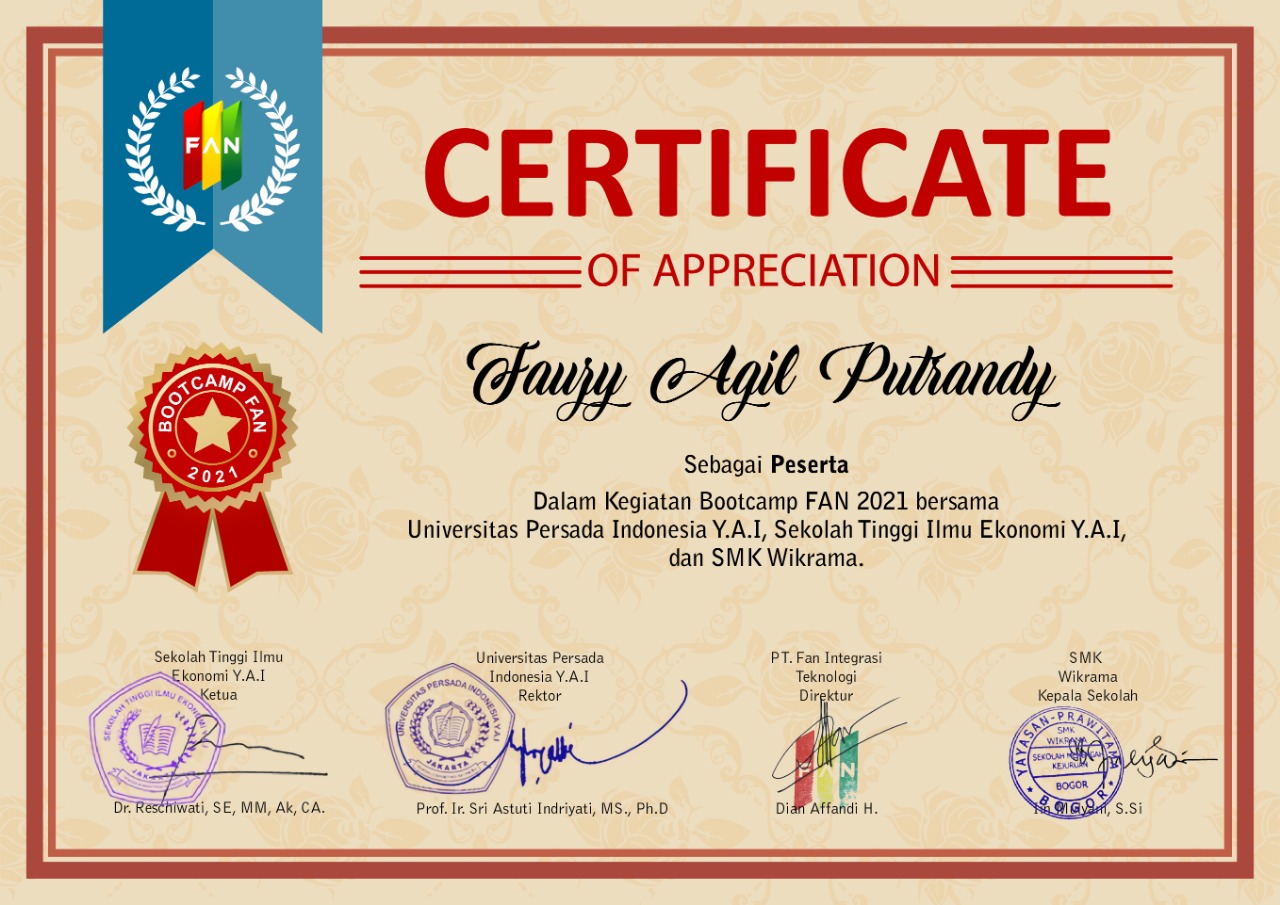 FAN
CERTIFICATE
OF APPRECIATION
Fauzy Agil Putrandy
BOOTCAMP FAN
2021
Sebagai Peserta
Dalam Kegiatan Bootcamp FAN 2021 bersama
Universitas Persada Indonesia Y.A.I, Sekolah Tinggi Ilmu Ekonomi Y.A.I,
dan SMK Wikrama.
Sekolah Tinggi Ilmu
Ekonomi Y.A.I
Ketua
SEKOLAH TINGGI ILMU EKONOMI
Dr. Reschiwati, SE, MM, Ak, CA.
Universitas Persada
Indonesia Y.A.I
Rektor
UNIVERSITAS PERSADA INDONESIA Y.A.I
JAKARTA
Prof. Ir. Sri Astuti Indriyati, MS., Ph.D
PT. Fan Integrasi
Teknologi
Direktur
FAN
Dian Affandi H.
SMK
Wikrama
Kepala Sekolah
YAYASAN-PRAWITAMA
SMK
WIKRAMA
SEKOLAH MENENGAH
KEJURUAN
BOGOR
BOGOR
Iin Mulyani, S.Si